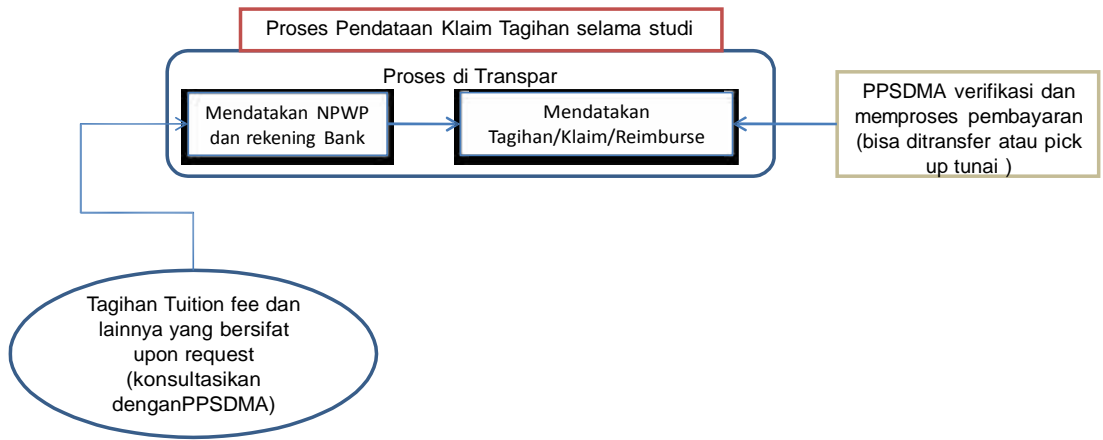 Proses Pendataan Klaim Tagihan selama studi
Proses di Transpar
Mendatakan NPWP
dan rekening Bank
Mendatakan
Tagihan/Klaim/Reimburse
PPSDMA verifikasi dan
memproses pembayaran
(bisa ditransfer atau pick
up tunai )
Tagihan Tuition fee dan
lainnya yang bersifat
upon request
(konsultasikan
denganPPSDMA)